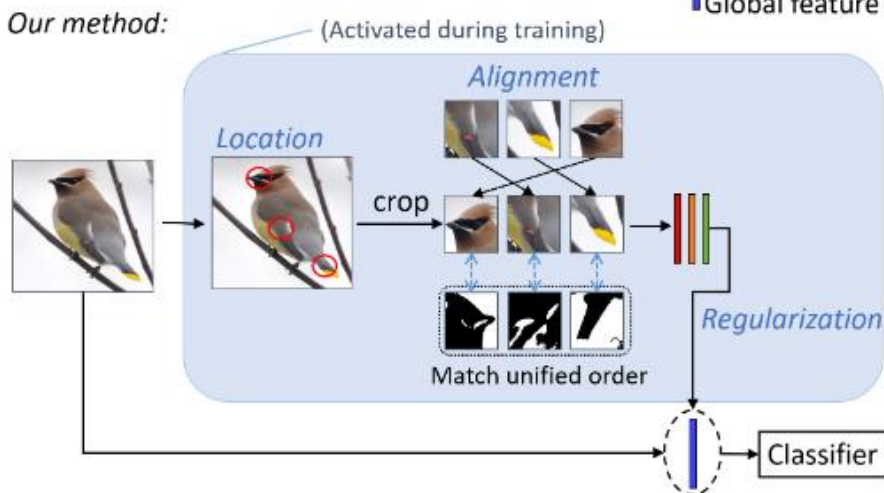 Global feature
Our method:
(Activated during training)
Alignment
Location
crop
Regularization
Match unified order
Classifier